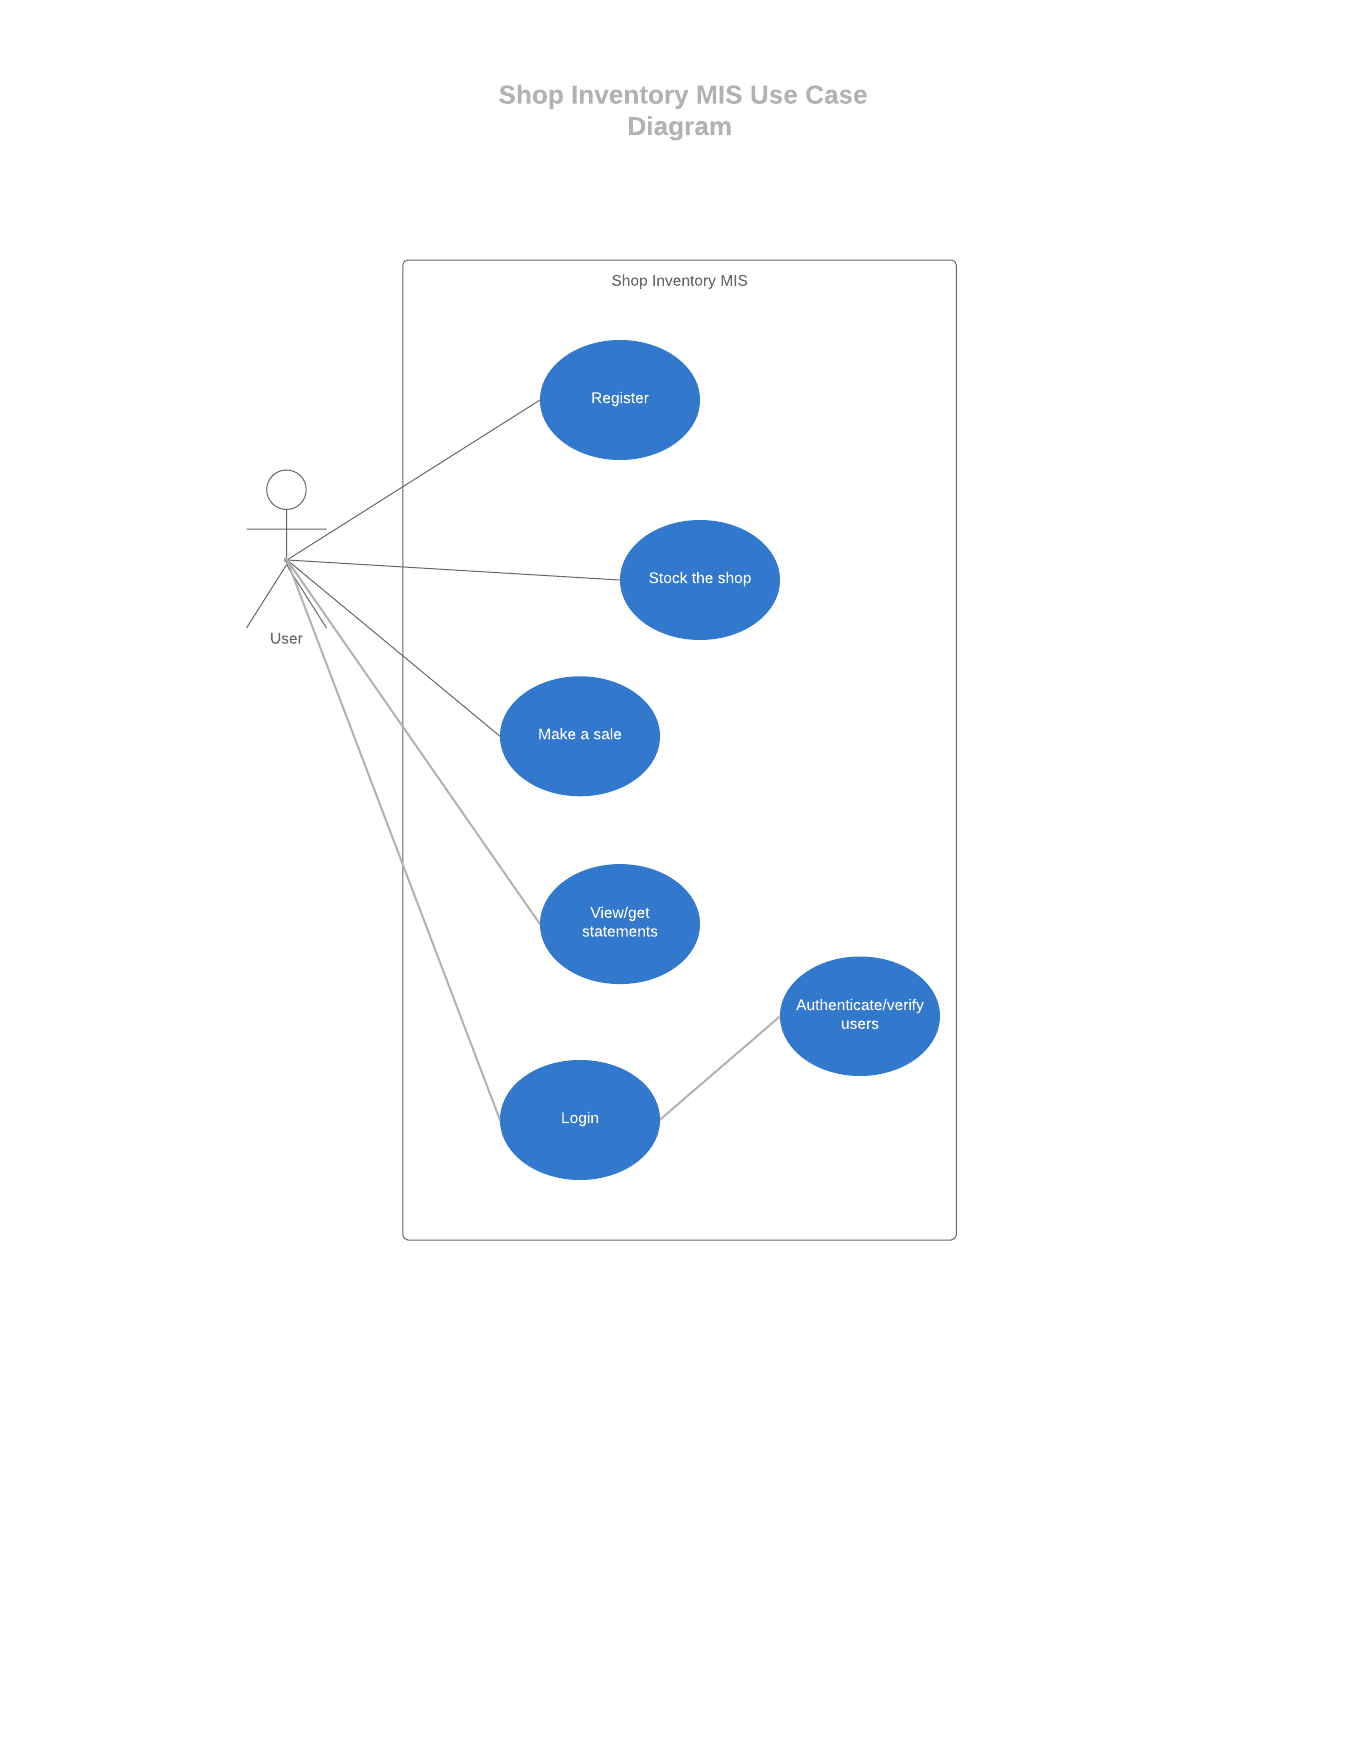 Shop Inventory MIS Use Case
Diagram
Shop Inventory MIS
Register
Stock the shop
User
Make a sale
View/get
statements
Authenticate/verify
users
Login